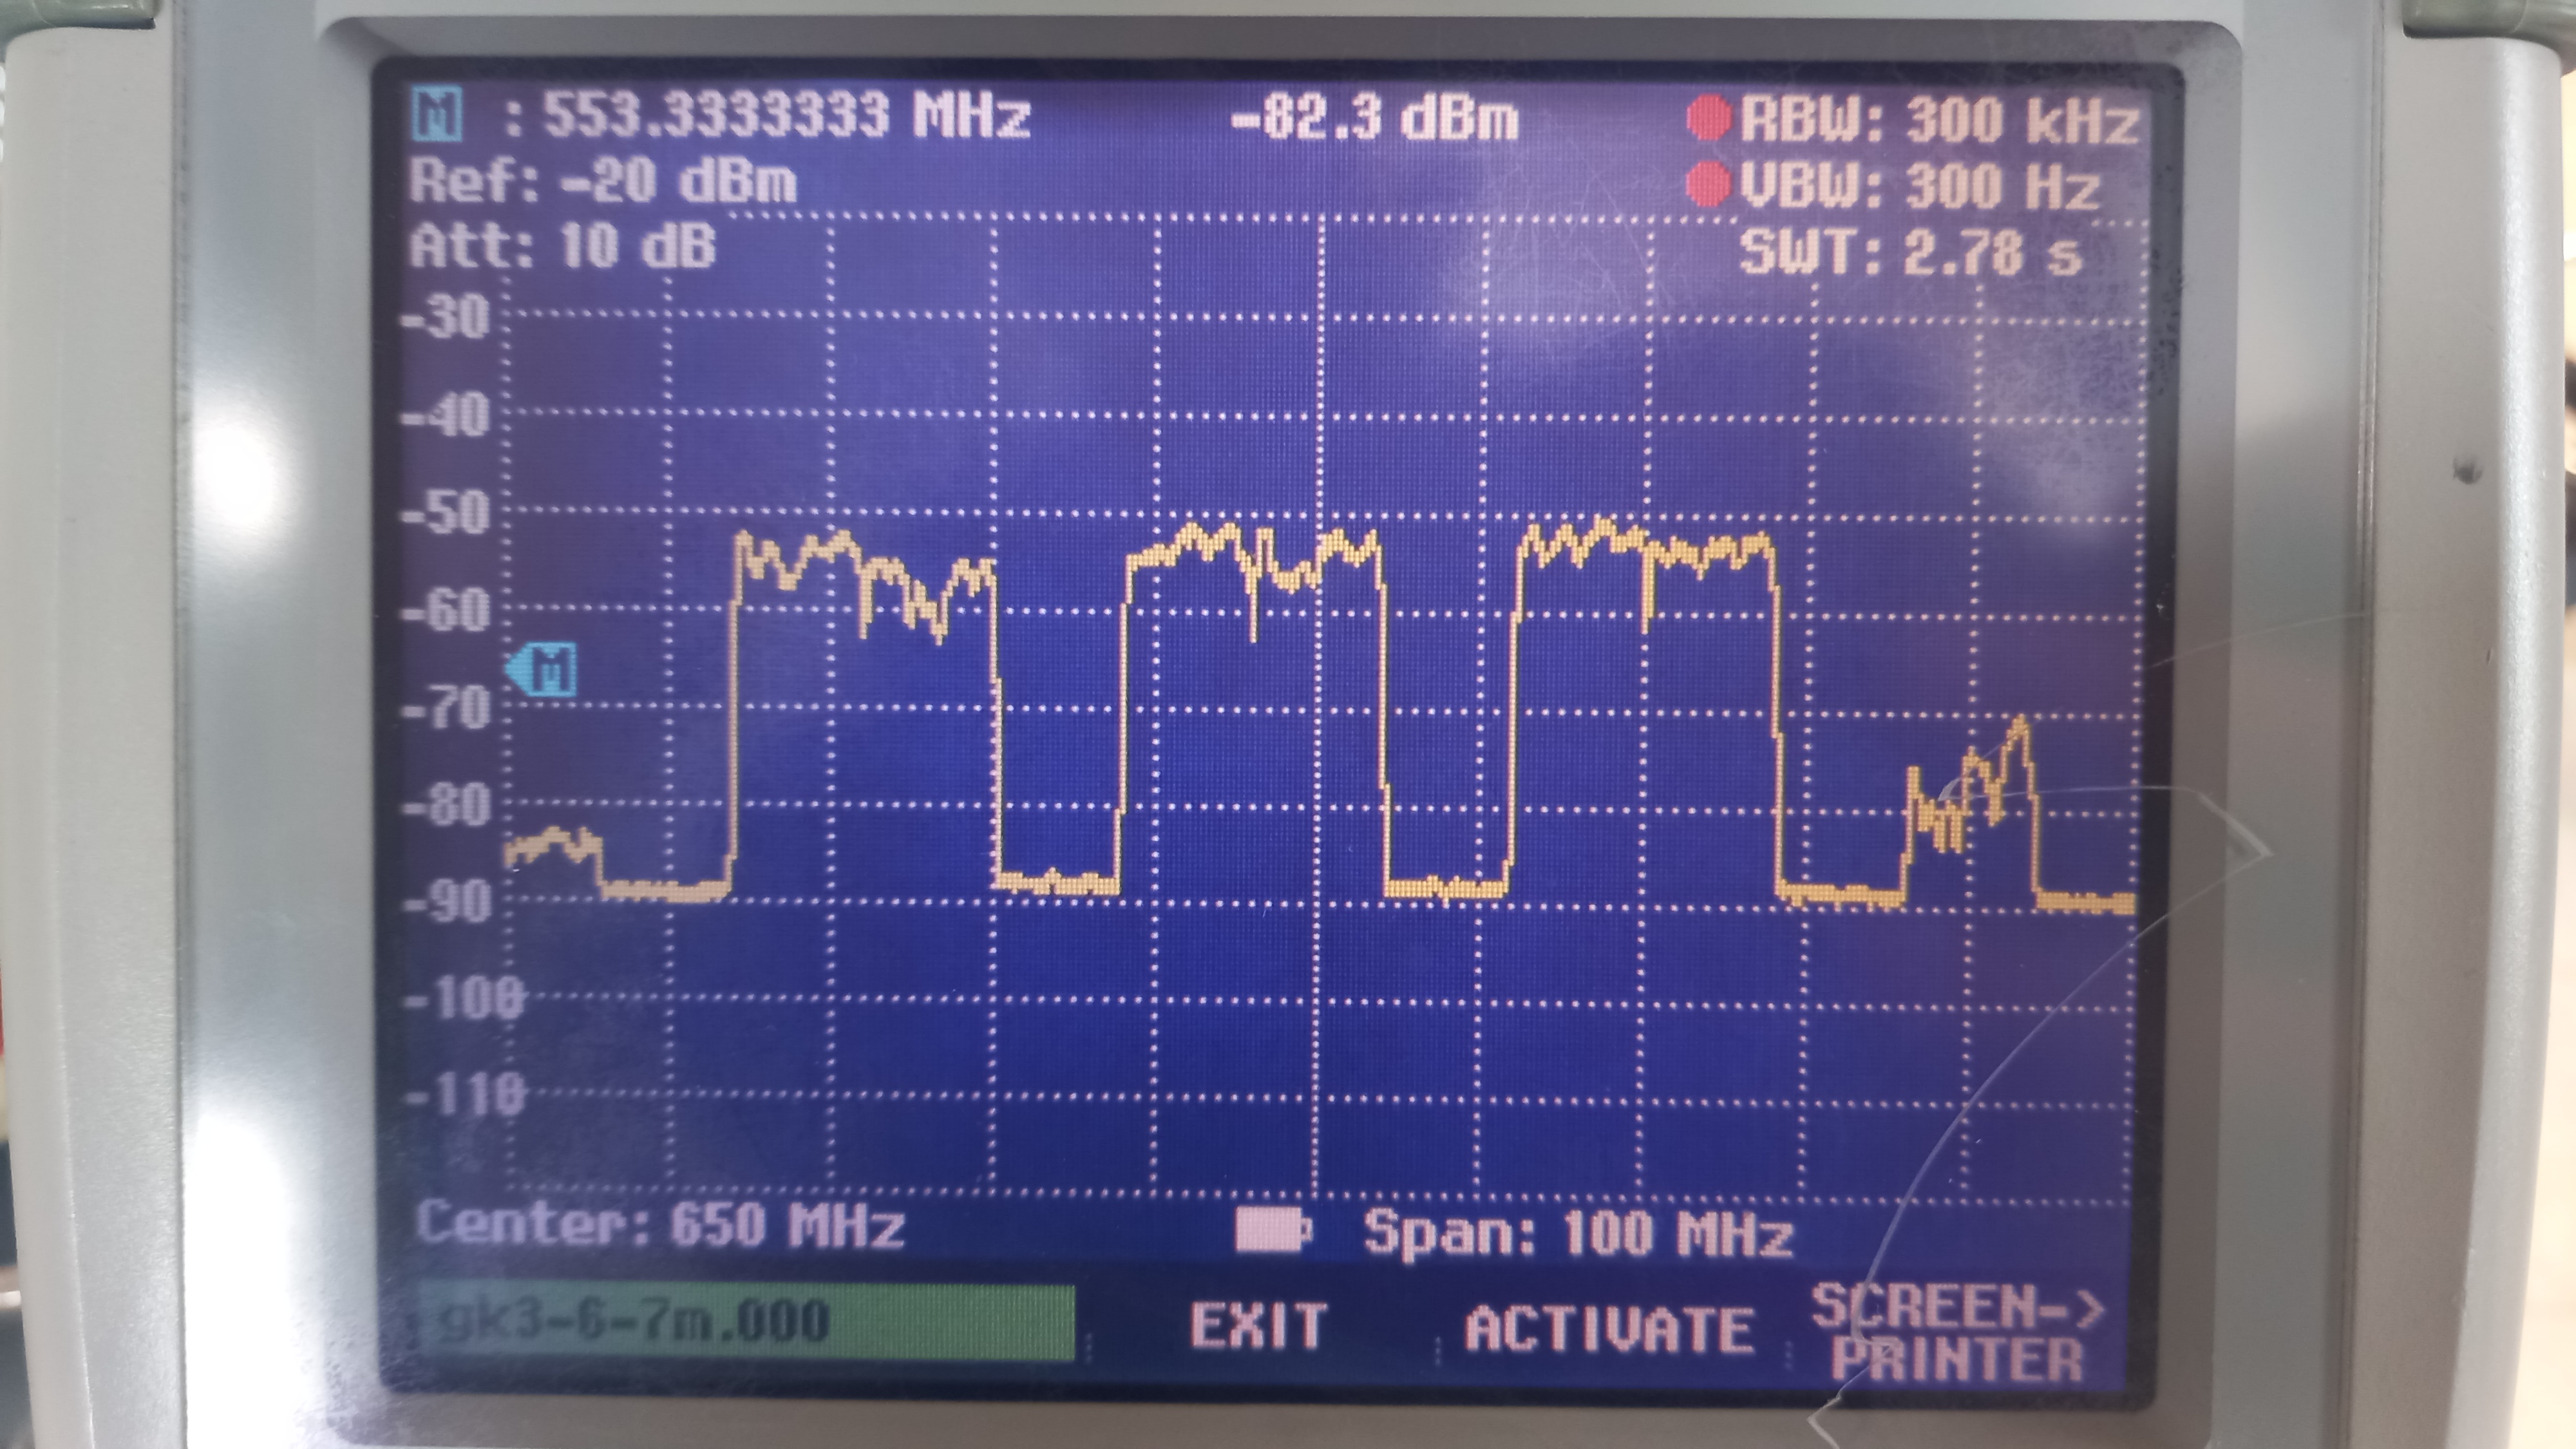 M : 553.3333333 MHz -82.3 dBm RBW: 300 kHz
Ref: -20 dBm VBW: 300 Hz
Att: 10 dB SWT: 2.78 s
-30
-40
-50
-60
M
-70
-80
-90
-100
-110
Center: 650 MHz Span: 100 MHz
gk3-6-7m.000 EXIT ACTIVATE SCREEN->
PRINTER